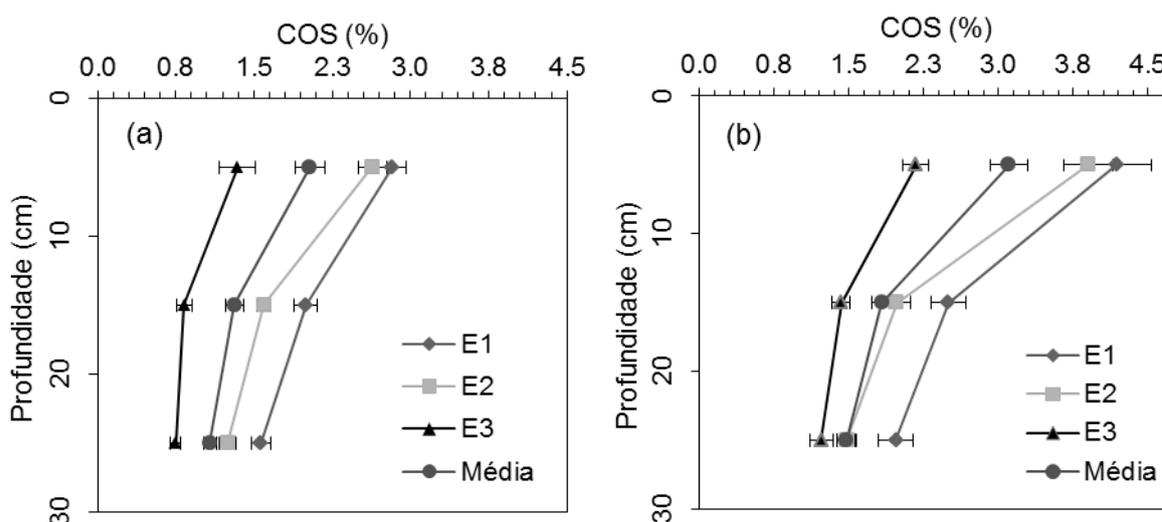 COS (%)
0.0 0.8 1.5 2.3 3.0 3.8 4.5
0
10
20
30
Profundidade (cm)
(a)
E1
E2
E3
Média
COS (%)
0.0 0.8 1.5 2.3 3.0 3.8 4.5
0
10
20
30
Profundidade (cm)
(b)
E1
E2
E3
Média